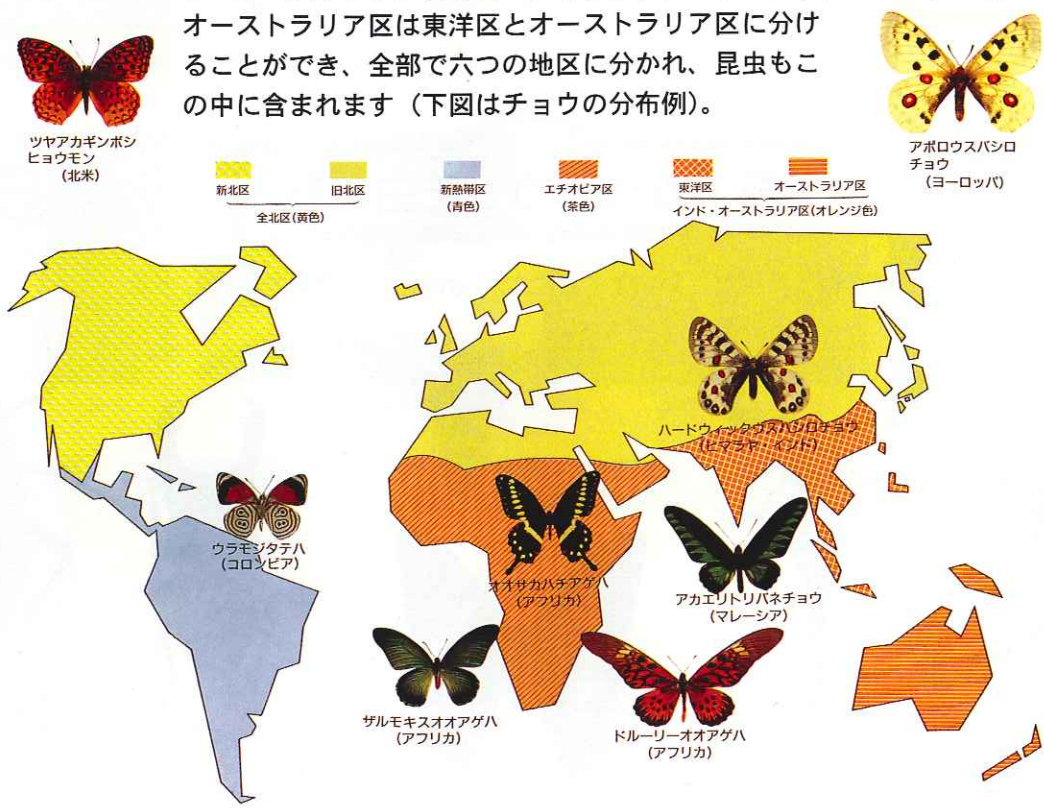 オーストラリア区は東洋区とオーストラリア区に分け
ることができ、全部で六つの地区に分かれ、昆虫もこ
の中に含まれます（下図はチョウの分布例）。
ツヤアカギンボシ
ヒョウモン
（北米）
アポロウスバシロ
チョウ
（ヨーロッパ）
新北区
旧北区
全北区（黄色）
新熱帯区
（青色）
エチオピア区
（茶色）
東洋区
オーストラリア区
インド・オーストラリア区（オレンジ色）
ハードウィックウスバシロチョウ
（ヒマラヤ・インド）
ウラモジタテハ
（コロンビア）
オオサカハチアゲハ
（アフリカ）
アカエリトリバネチョウ
（マレーシア）
ザルモキスオオアゲハ
（アフリカ）
ドルーリーオオアゲハ
（アフリカ）